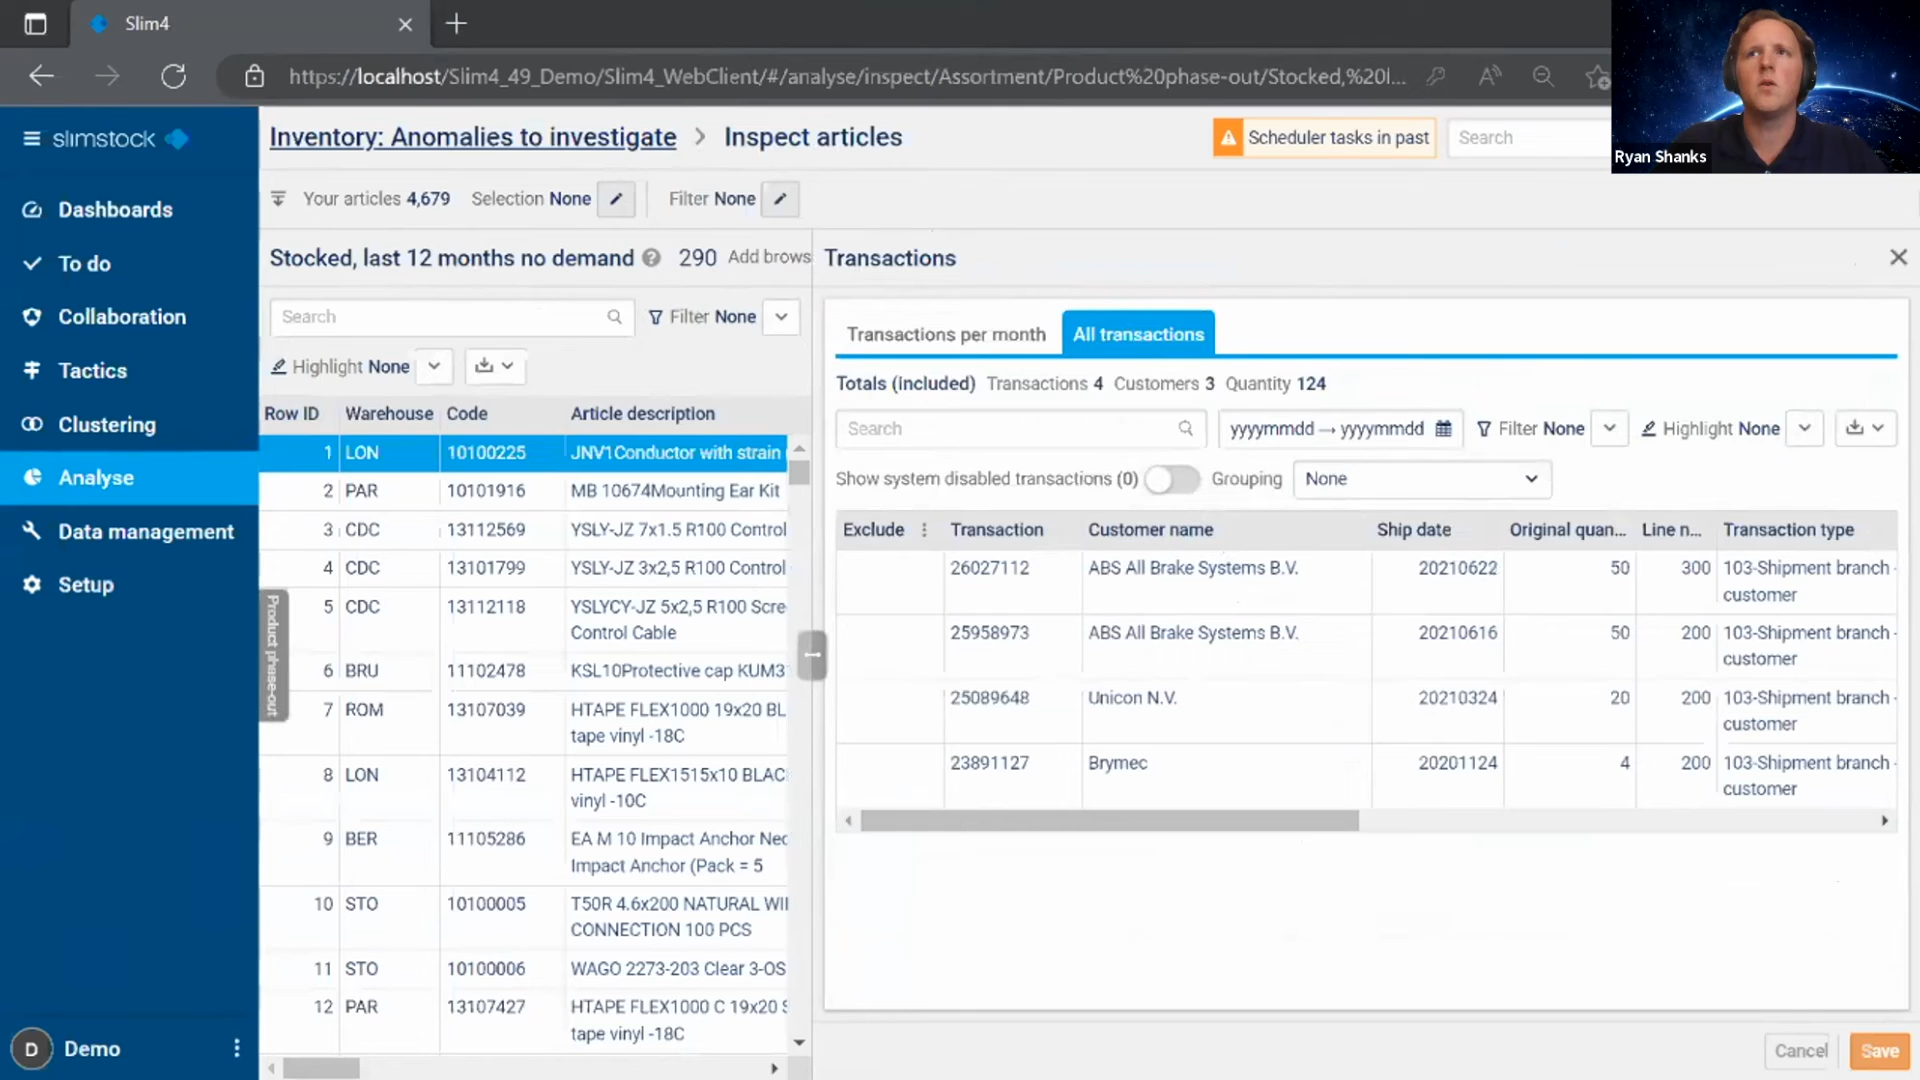 Slim4
https://localhost/Slim4_49_Demo/Slim4_WebClient/#/analyse/inspect/Assortment/Product%20phase-out/Stocked,%20l...
Ryan Shanks
slimstock
Dashboards
To do
Collaboration
Tactics
Clustering
Analyse
Data management
Setup
D Demo
Inventory: Anomalies to investigate > Inspect articles
Scheduler tasks in past
Search
Your articles 4,679 Selection None Filter None
Stocked, last 12 months no demand ? 290 Add brows
Search
Filter None
Highlight None
Product phase-out
Row ID Warehouse Code Article description
1 LON 10100225 JNV1Conductor with strain
2 PAR 10101916 MB 10674Mounting Ear Kit
3 CDC 13112569 YSLY-JZ 7x1.5 R100 Control
4 CDC 13101799 YSLY-JZ 3x2,5 R100 Control
5 CDC 13112118 YSLYCY-JZ 5x2,5 R100 Scre
Control Cable
6 BRU 11102478 KSL10Protective cap KUM3
7 ROM 13107039 HTAPE FLEX1000 19x20 BL
tape vinyl -18C
8 LON 13104112 HTAPE FLEX1515x10 BLAC
vinyl -10C
9 BER 11105286 EA M 10 Impact Anchor Nec
Impact Anchor (Pack = 5
10 STO 10100005 T50R 4.6x200 NATURAL WI
CONNECTION 100 PCS
11 STO 10100006 WAGO 2273-203 Clear 3-OS
12 PAR 13107427 HTAPE FLEX1000 C 19x20 S
tape vinyl -18C
Transactions
Transactions per month All transactions
Totals (included) Transactions 4 Customers 3 Quantity 124
Search
yyyymmdd → yyyymmdd
Filter None
Highlight None
Show system disabled transactions (0) Grouping None
Exclude Transaction Customer name Ship date Original quan... Line n... Transaction type
26027112 ABS All Brake Systems B.V. 20210622 50 300 103-Shipment branch -
customer
25958973 ABS All Brake Systems B.V. 20210616 50 200 103-Shipment branch -
customer
25089648 Unicon N.V. 20210324 20 200 103-Shipment branch -
customer
23891127 Brymec 20201124 4 200 103-Shipment branch -
customer
Cancel Save